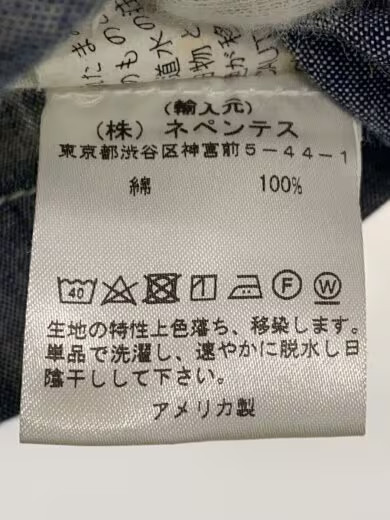 (輸入元)
(株) ネペンテス
東京都渋谷区神宮前5-44-1
綿 100%
40 F W
生地の特性上色落ち、移染します。
単品で洗濯し、速やかに脱水し日
陰干しして下さい。
アメリカ製